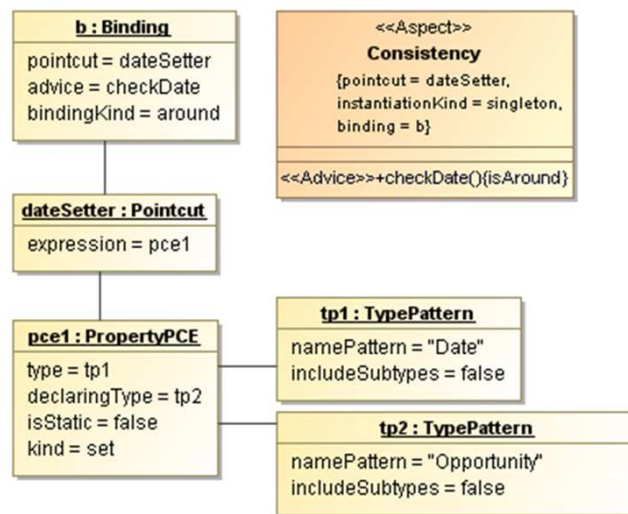 b : Binding
pointcut = dateSetter
advice = checkDate
bindingKind = around
<<Aspect>>
Consistency
{pointcut = dateSetter,
instantiationKind = singleton,
binding = b}
<<Advice>>+checkDate(){isAround}
dateSetter : Pointcut
expression = pce1
pce1 : PropertyPCE
type = tp1
declaringType = tp2
isStatic = false
kind = set
tp1 : TypePattern
namePattern = "Date"
includeSubtypes = false
tp2 : TypePattern
namePattern = "Opportunity"
includeSubtypes = false